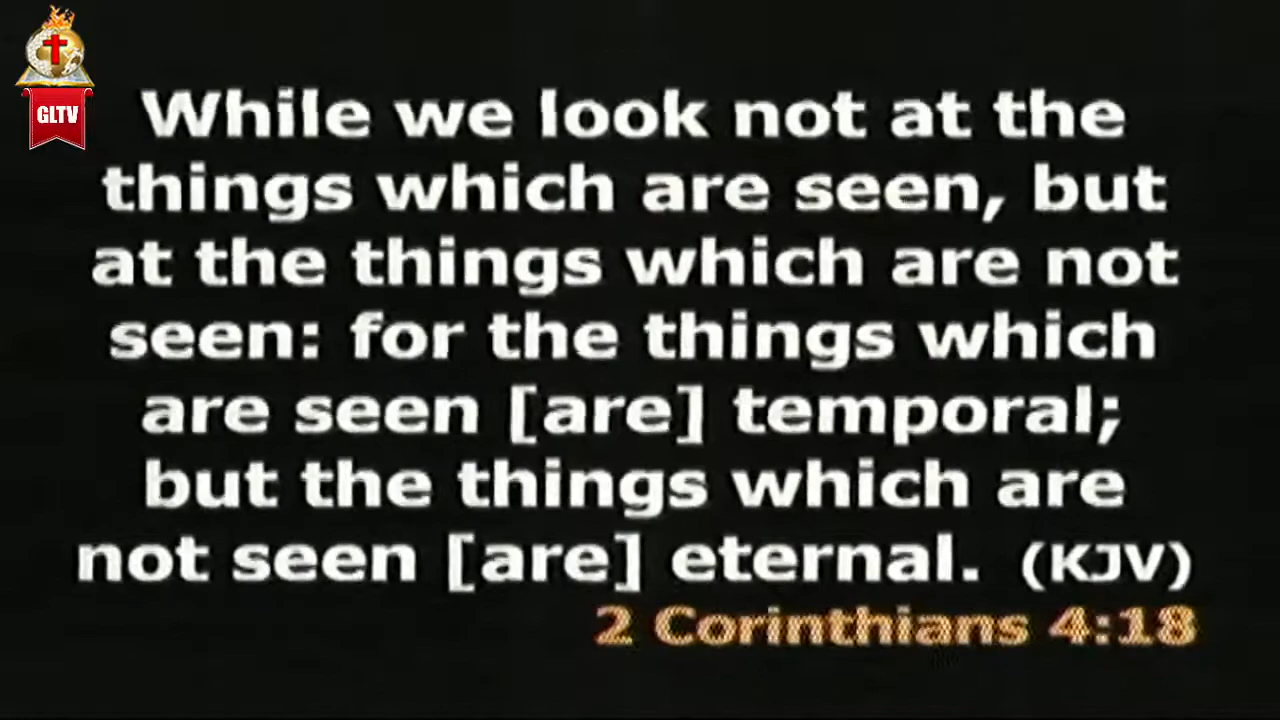 GLTV
While we look not at the
things which are seen, but
at the things which are not
seen: for the things which
are seen [are] temporal;
but the things which are
not seen [are] eternal. (KJV)
2 Corinthians 4:18